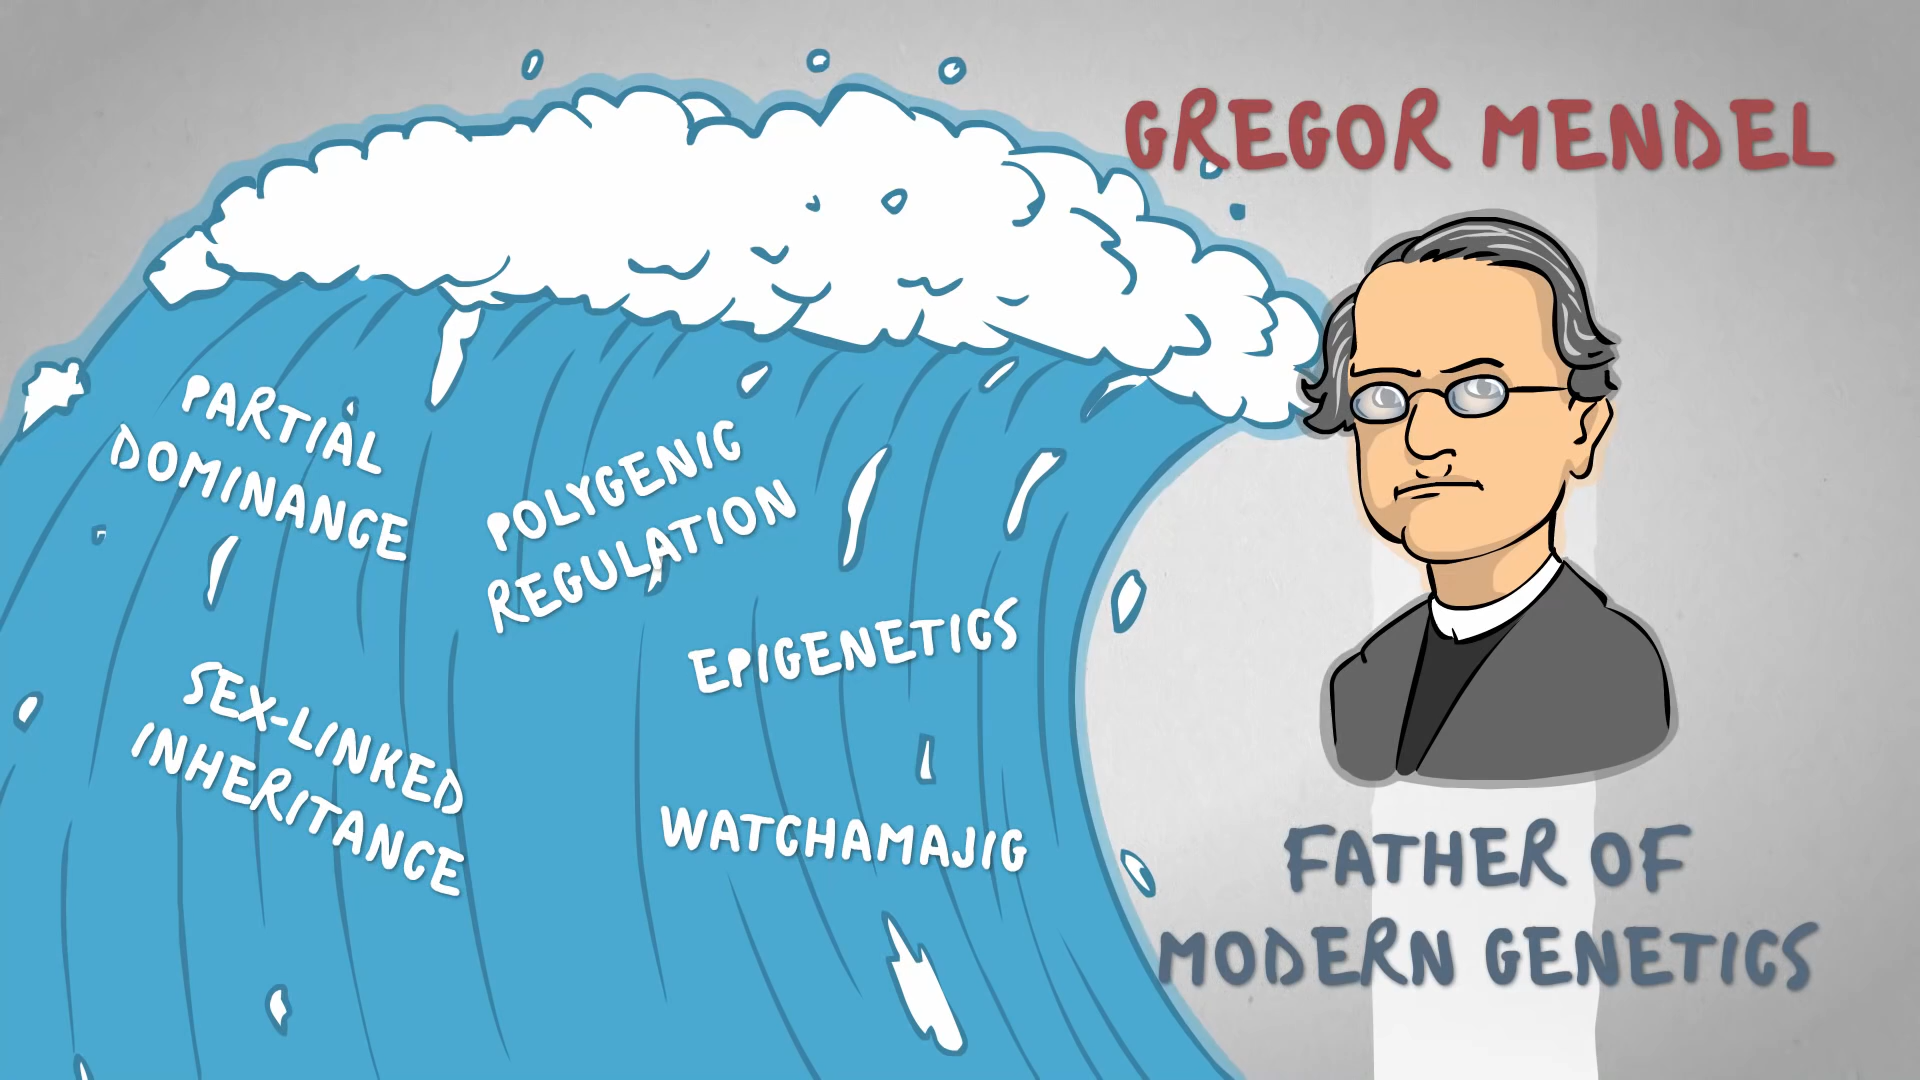 GREGOR MENDEL
PARTIAL
DOMINANCE
POLYGENIC
REGULATION
EPIGENETICS
SEX-LINKED
INHERITANCE
WATCHAMAJIG
FATHER OF
MODERN GENETICS